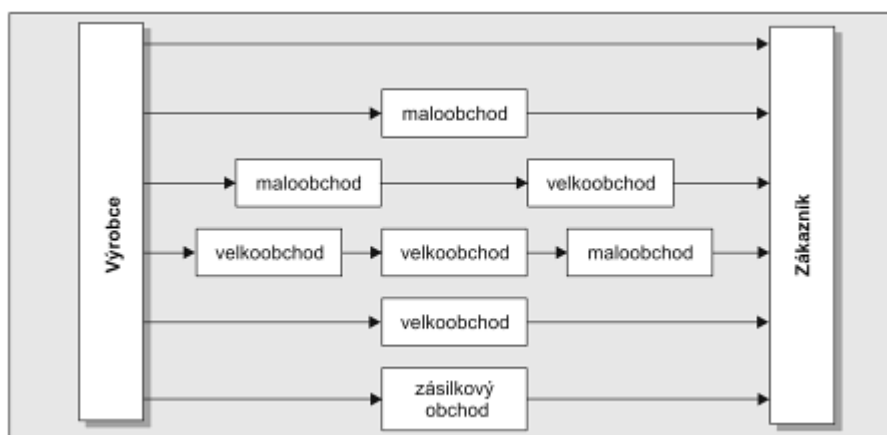 Výrobce
maloobchod
maloobchod
velkoobchod
velkoobchod
velkoobchod
maloobchod
velkoobchod
zásilkový
obchod
Zákazník